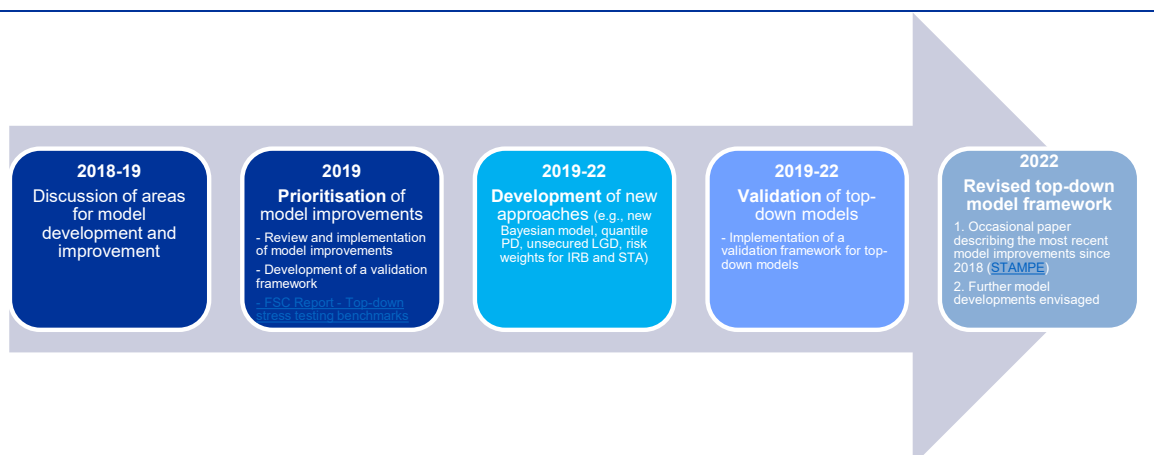 2018-19
Discussion of areas
for model
development and
improvement
2019
Prioritisation of
model improvements
- Review and implementation
of model improvements
- Development of a validation
framework
- FSC Report - Top-down
stress testing benchmarks
2019-22
Development of new
approaches (e.g., new
Bayesian model, quantile
PD, unsecured LGD, risk
weights for IRB and STA)
2019-22
Validation of top-
down models
- Implementation of a
validation framework for top-
down models
2022
Revised top-down
model framework
1. Occasional paper
describing the most recent
model improvements since
2018 (STAMPE)
2. Further model
developments envisaged